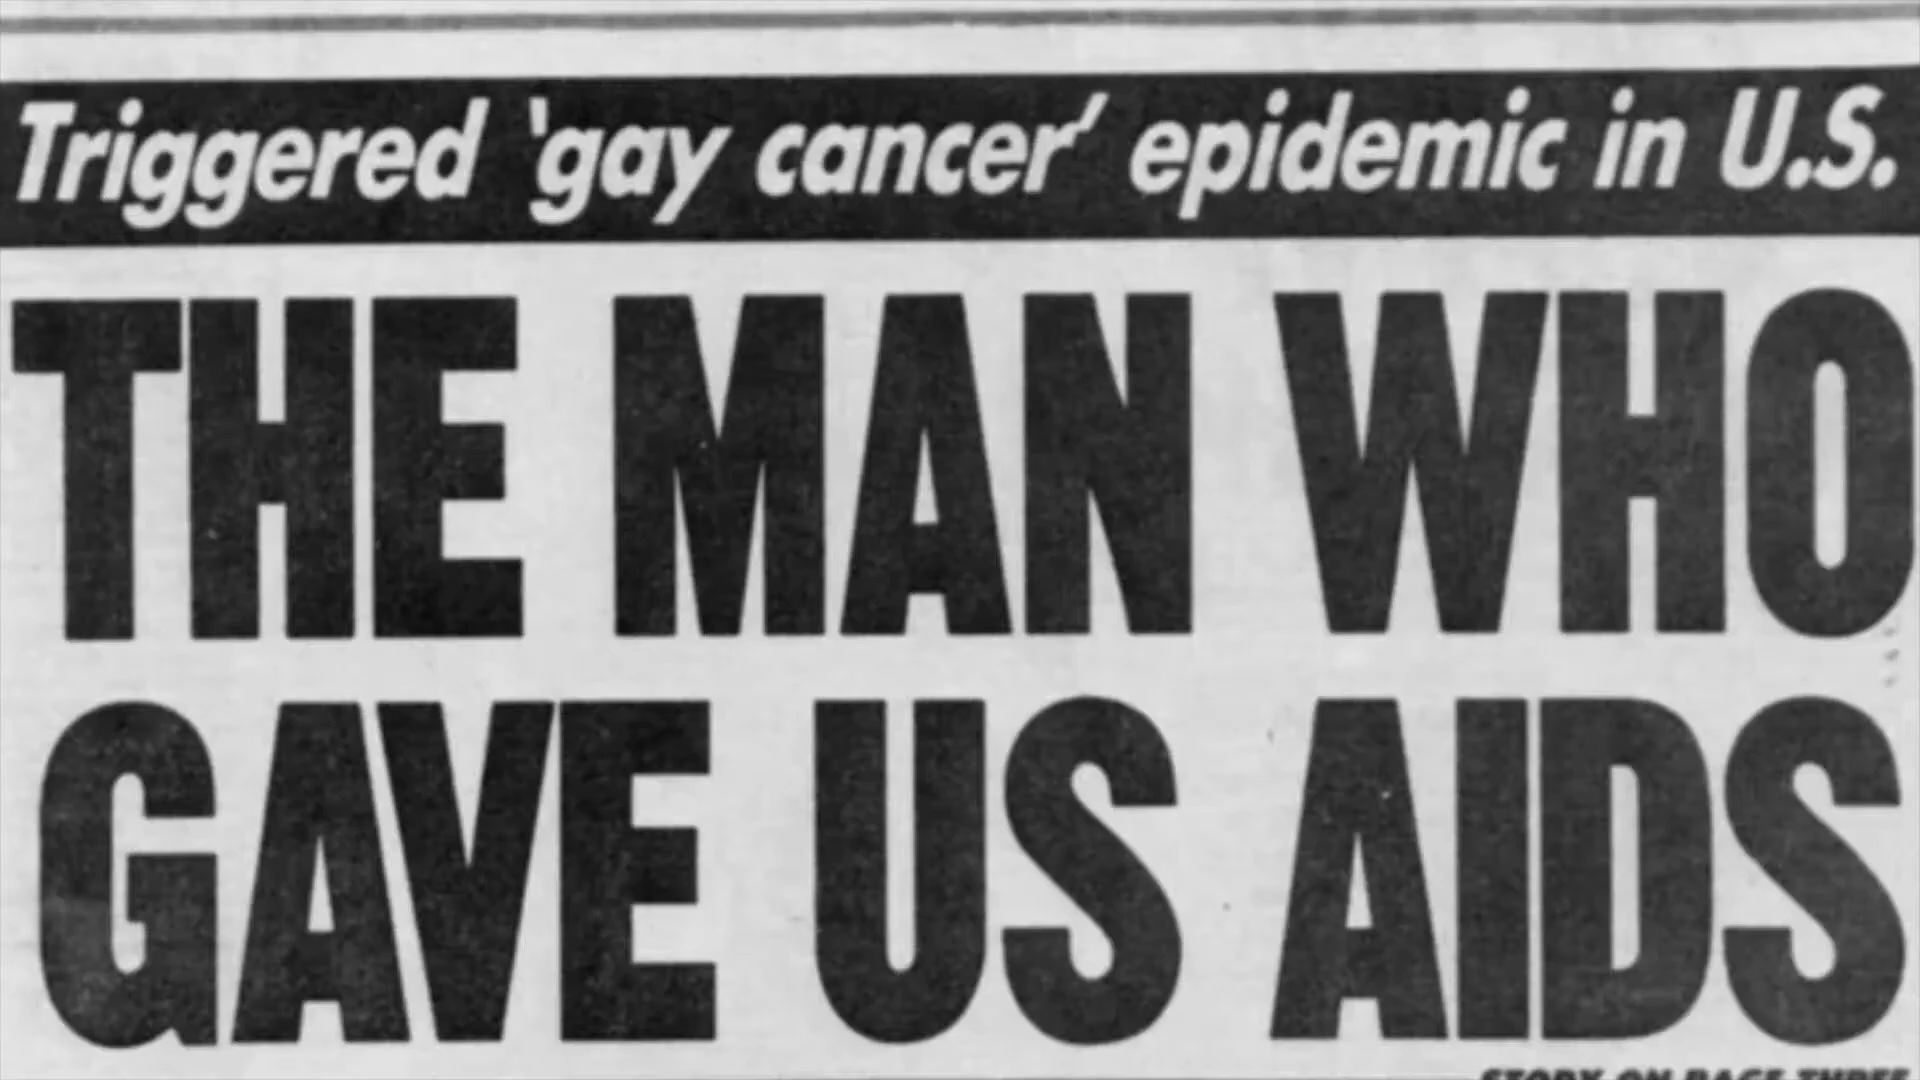 Triggered 'gay cancer' epidemic in U.S.
THE MAN WHO
GAVE US AIDS
STORY ON PAGE THREE